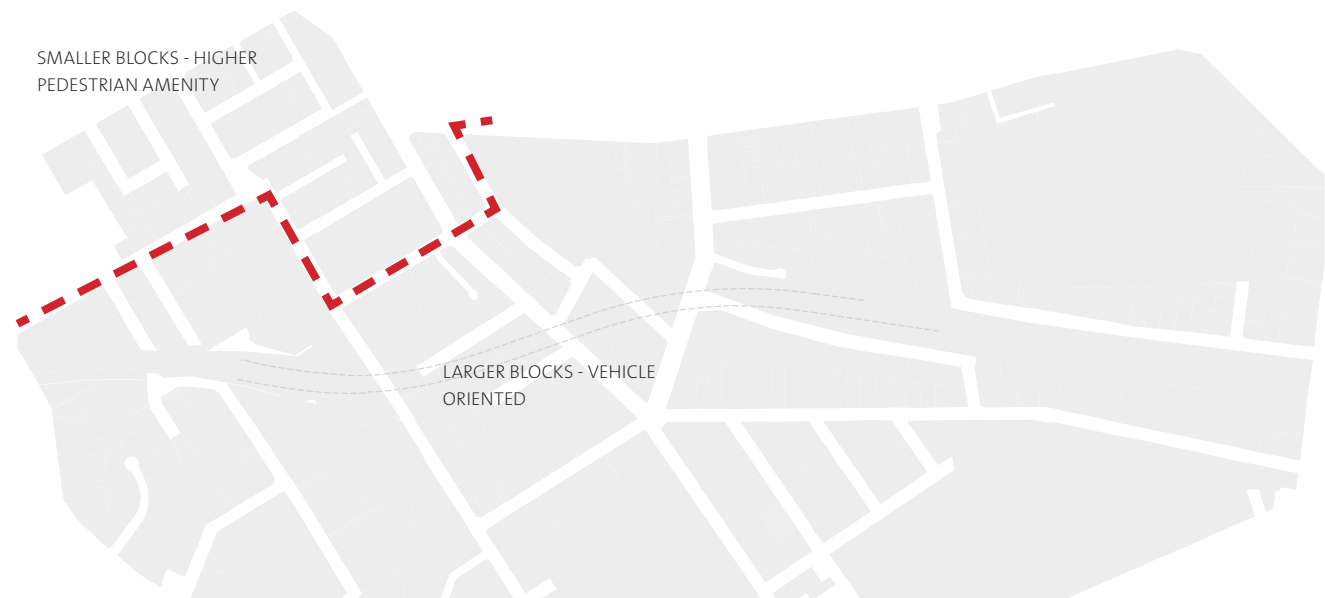 SMALLER BLOCKS - HIGHER
PEDESTRIAN AMENITY
LARGER BLOCKS - VEHICLE
ORIENTED